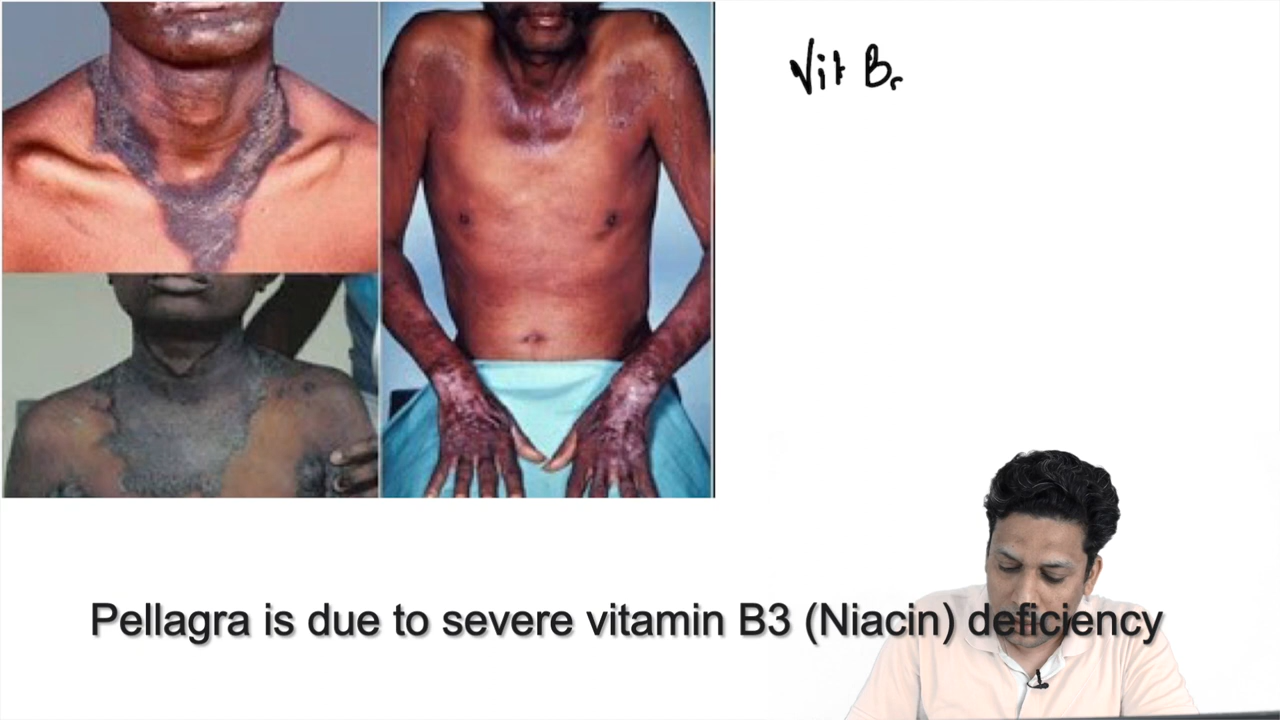 Vit B
Pellagra is due to severe vitamin B3 (Niacin) deficiency